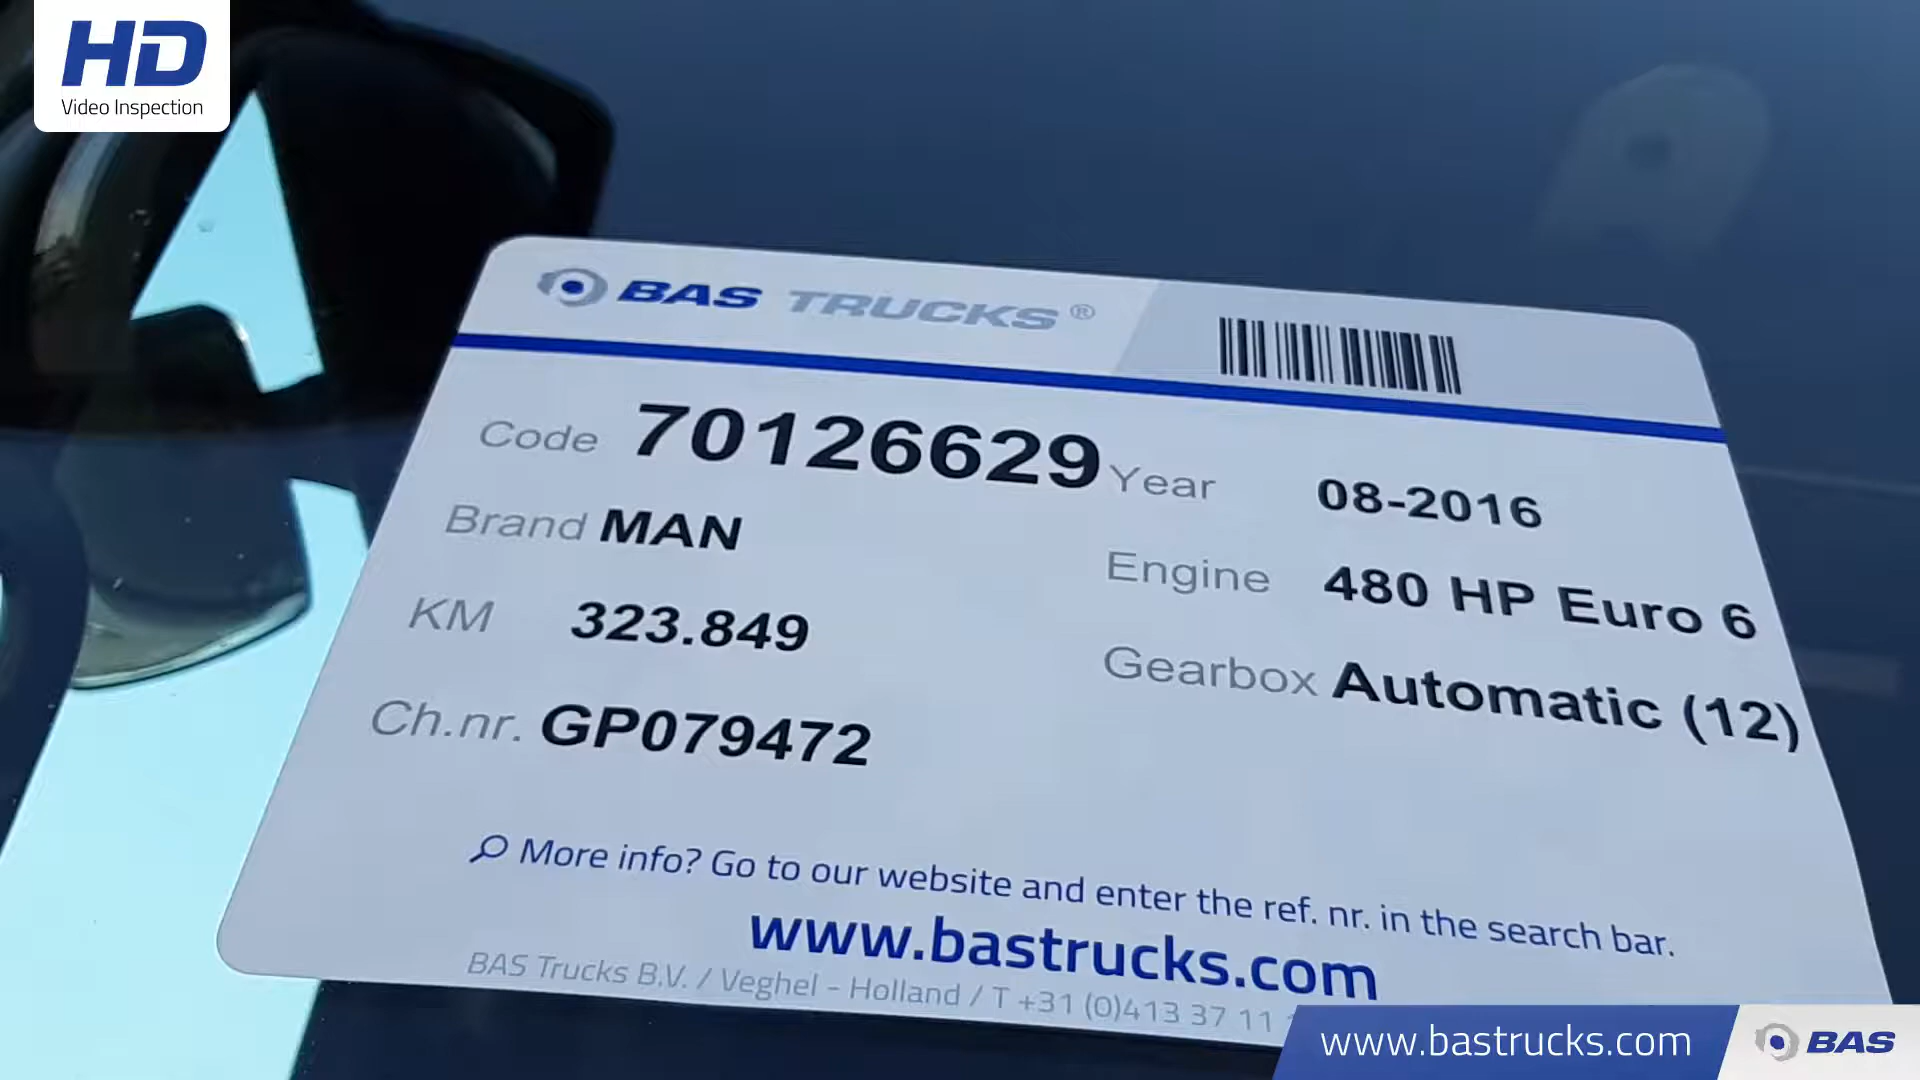 HD
Video Inspection
BAS TRUCKS®
Code 70126629
Year 08-2016
Brand MAN
Engine 480 HP Euro 6
KM 323.849
Gearbox Automatic (12)
Ch.nr. GP079472
More info? Go to our website and enter the ref. nr. in the search bar.
www.bastrucks.com
BAS Trucks B.V. / Veghel - Holland / T +31 (0)413 37 11
www.bastrucks.com
BAS